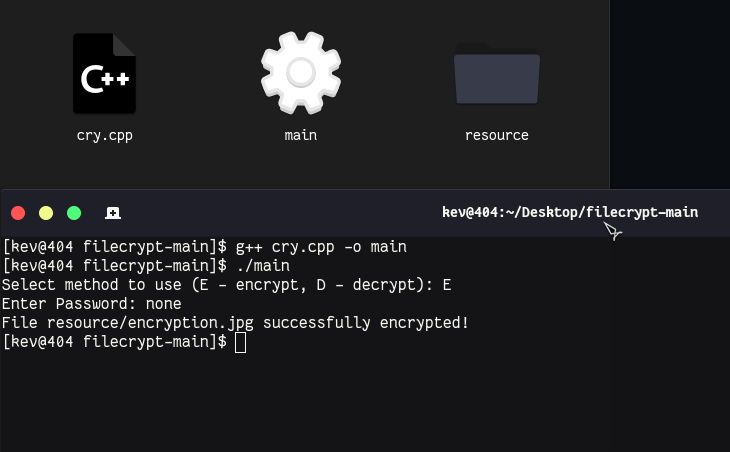 C++
cry.cpp
main
resource
kev@404:~/Desktop/filecrypt-main
[kev@404 filecrypt-main]$ g++ cry.cpp -o main
[kev@404 filecrypt-main]$ ./main
Select method to use (E - encrypt, D - decrypt): E
Enter Password: none
File resource/encryption.jpg successfully encrypted!
[kev@404 filecrypt-main]$